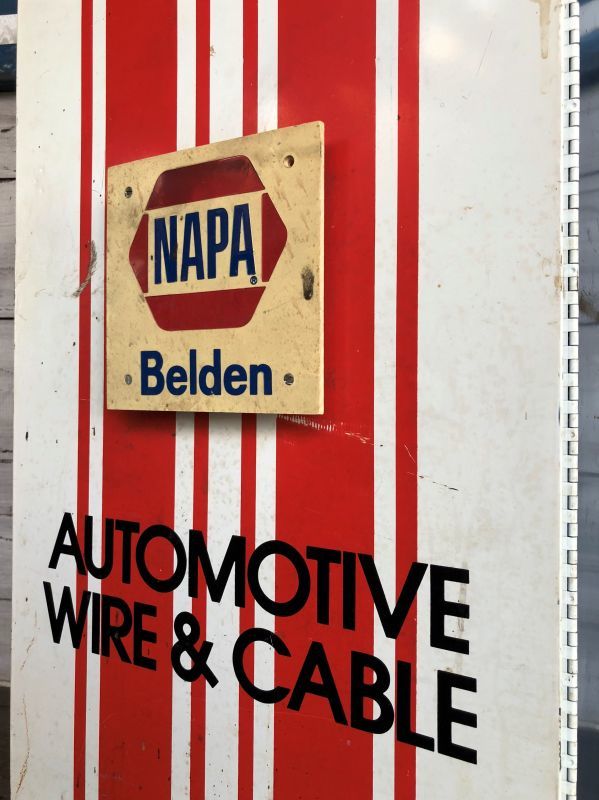 NAPA®
Belden
AUTOMOTIVE
WIRE & CABLE